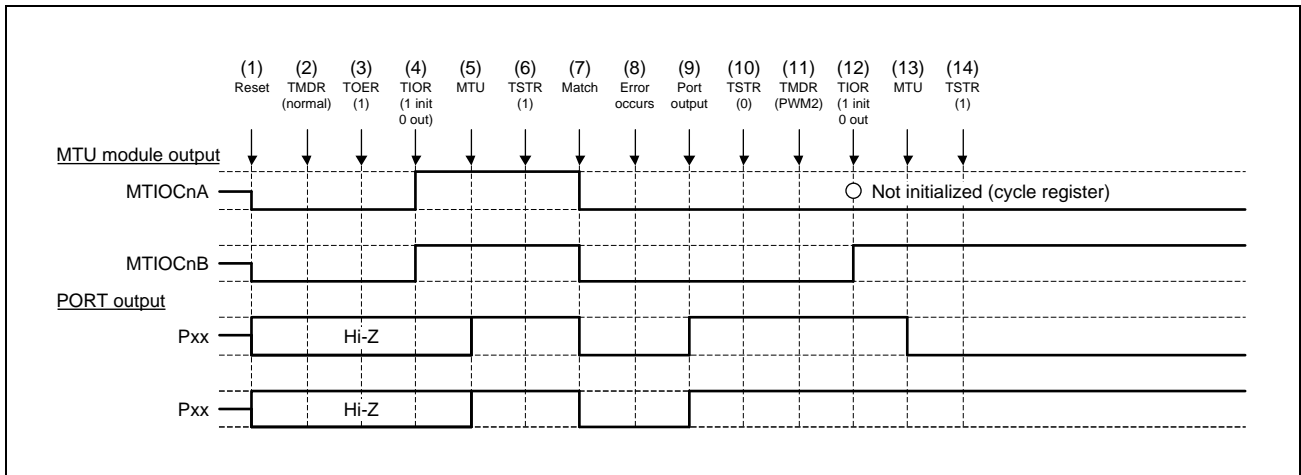 (1) (2) (3) (4) (5) (6) (7) (8) (9) (10) (11) (12) (13) (14)
Reset TMDR TOER TIOR MTU TSTR Match Error Port TSTR TMDR TIOR MTU TSTR
(normal) (1) (1 init (1) occurs output (0) (PWM2) (1 init (1)
0 out) 0 out
MTU module output
MTIOCnA Not initialized (cycle register)
MTIOCnB
PORT output
Pxx Hi-Z
Pxx Hi-Z